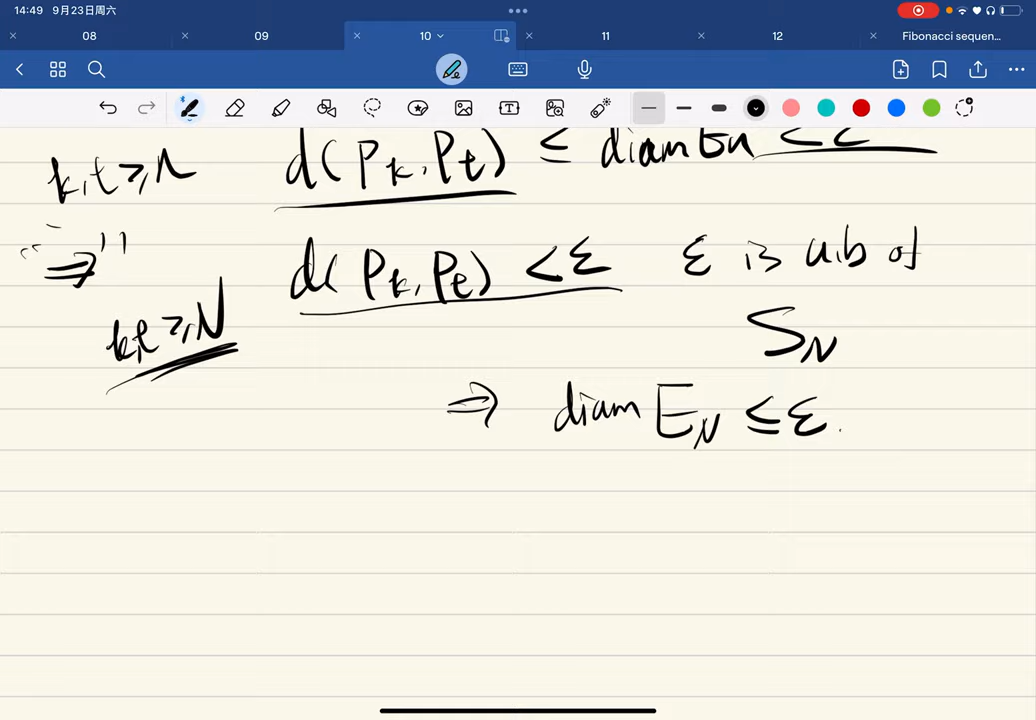 14:49 9月23日周六
08 09 10 11 12 Fibonacci sequen...
k,t ≥ N d(Pk, Pt) ≤ diam En < ε
"⇒" d(Pk, Pt) < ε ε is u.b of
k,t ≥ N SN
⇒ diam EN ≤ ε.